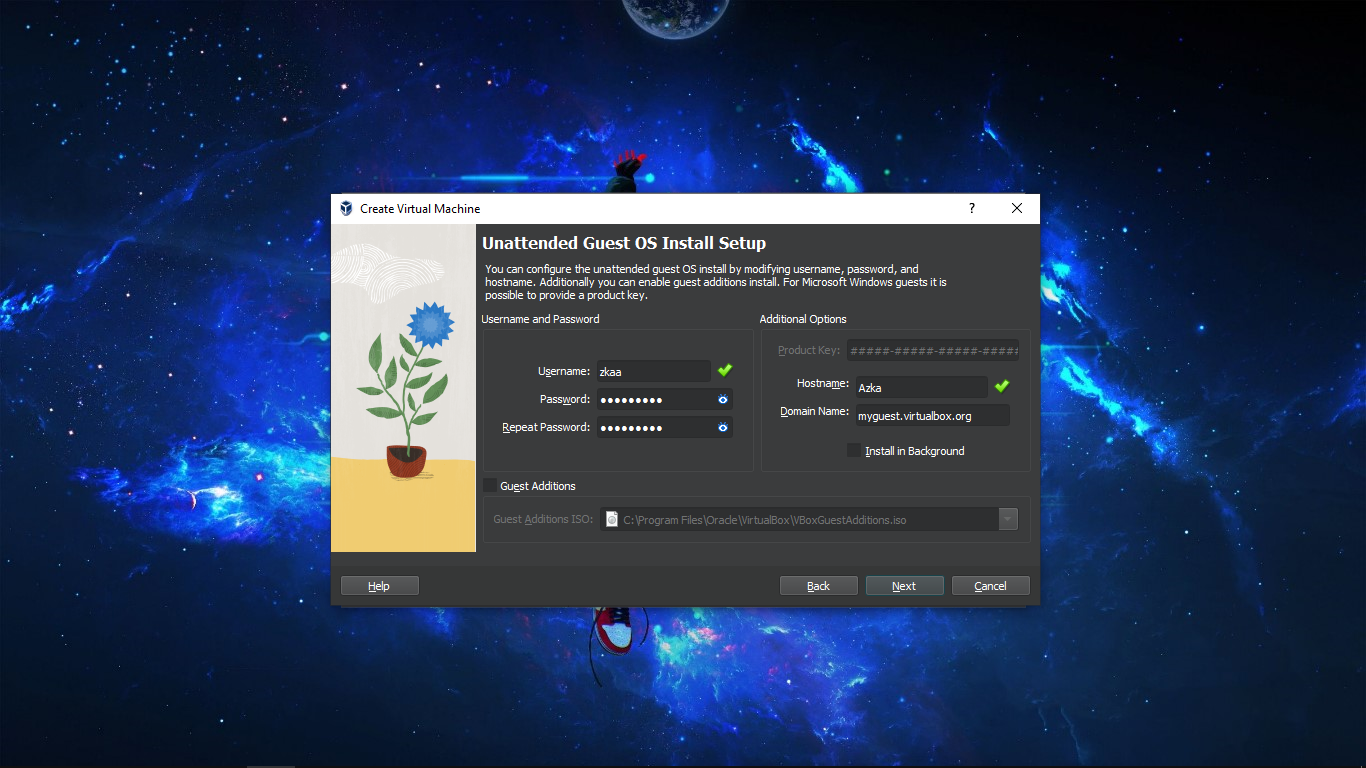 Create Virtual Machine
?
Unattended Guest OS Install Setup
You can configure the unattended guest OS install by modifying username, password, and
hostname. Additionally you can enable guest additions install. For Microsoft Windows guests it is
possible to provide a product key.
Username and Password
Username: zkaa
Password: ●●●●●●●●●
Repeat Password: ●●●●●●●●●
Additional Options
Product Key: #####-#####-#####-#####
Hostname: Azka
Domain Name: myguest.virtualbox.org
Install in Background
Guest Additions
Guest Additions ISO: C:\Program Files\Oracle\VirtualBox\VBoxGuestAdditions.iso
Help
Back
Next
Cancel